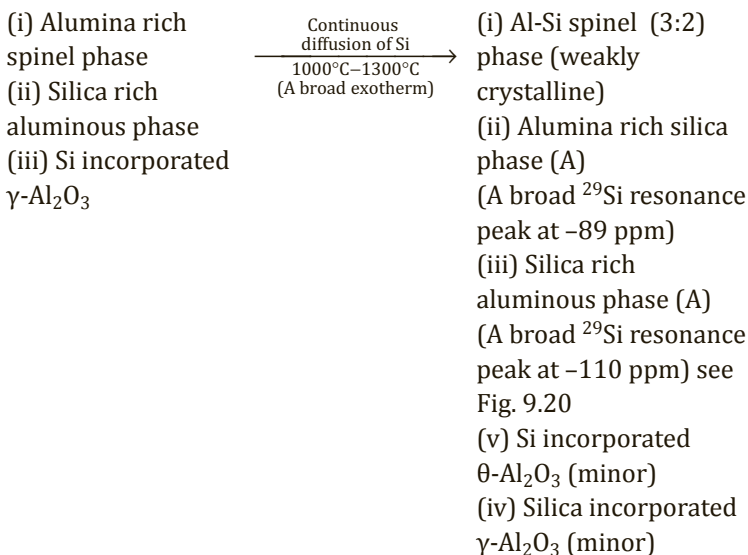 (i) Alumina rich
spinel phase
(ii) Silica rich
aluminous phase
(iii) Si incorporated
γ-Al₂O₃
Continuous
diffusion of Si
1000°C–1300°C
(A broad exotherm)
(i) Al-Si spinel (3:2)
phase (weakly
crystalline)
(ii) Alumina rich silica
phase (A)
(A broad ²⁹Si resonance
peak at –89 ppm)
(iii) Silica rich
aluminous phase (A)
(A broad ²⁹Si resonance
peak at –110 ppm) see
Fig. 9.20
(v) Si incorporated
θ-Al₂O₃ (minor)
(iv) Silica incorporated
γ-Al₂O₃ (minor)